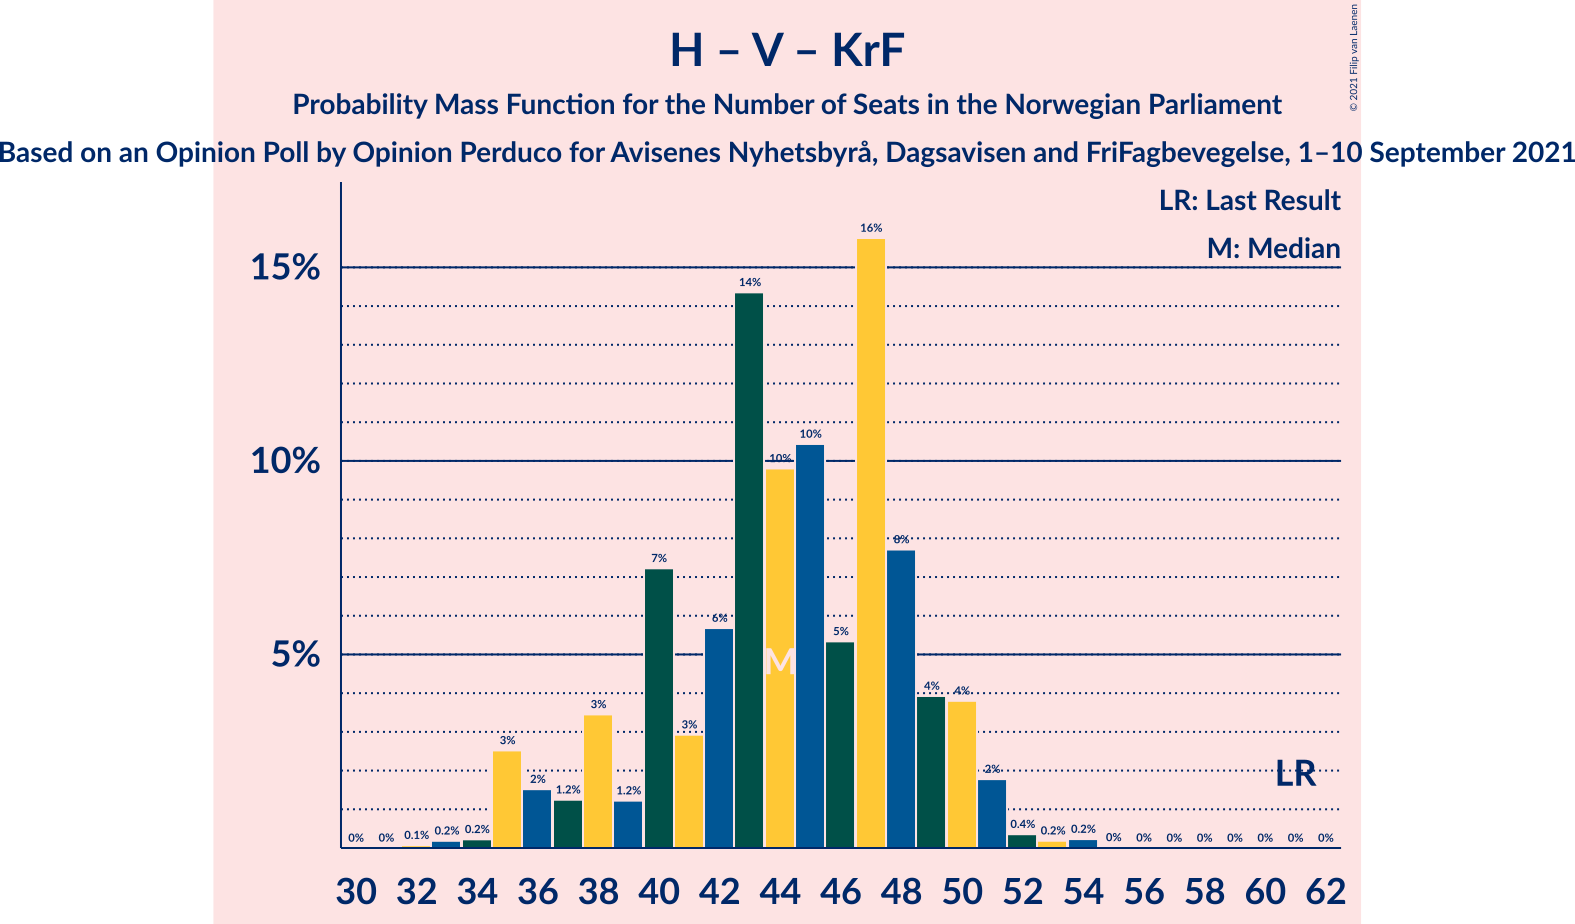 © 2021 Filip van Laenen
H – V – KrF
Probability Mass Function for the Number of Seats in the Norwegian Parliament
Based on an Opinion Poll by Opinion Perduco for Avisenes Nyhetsbyrå, Dagsavisen and FriFagbevegelse, 1–10 September 2021
LR: Last Result
M: Median
15%
10%
5%
0% 0% 0.1% 0.2% 0.2% 3% 2% 1.2% 3% 1.2% 7% 3% 6% 14% 10% 10% 5% 16% 8% 4% 4% 2% 0.4% 0.2% 0.2% 0% 0% 0% 0% 0% 0% 0% 0%
M
LR
30 32 34 36 38 40 42 44 46 48 50 52 54 56 58 60 62